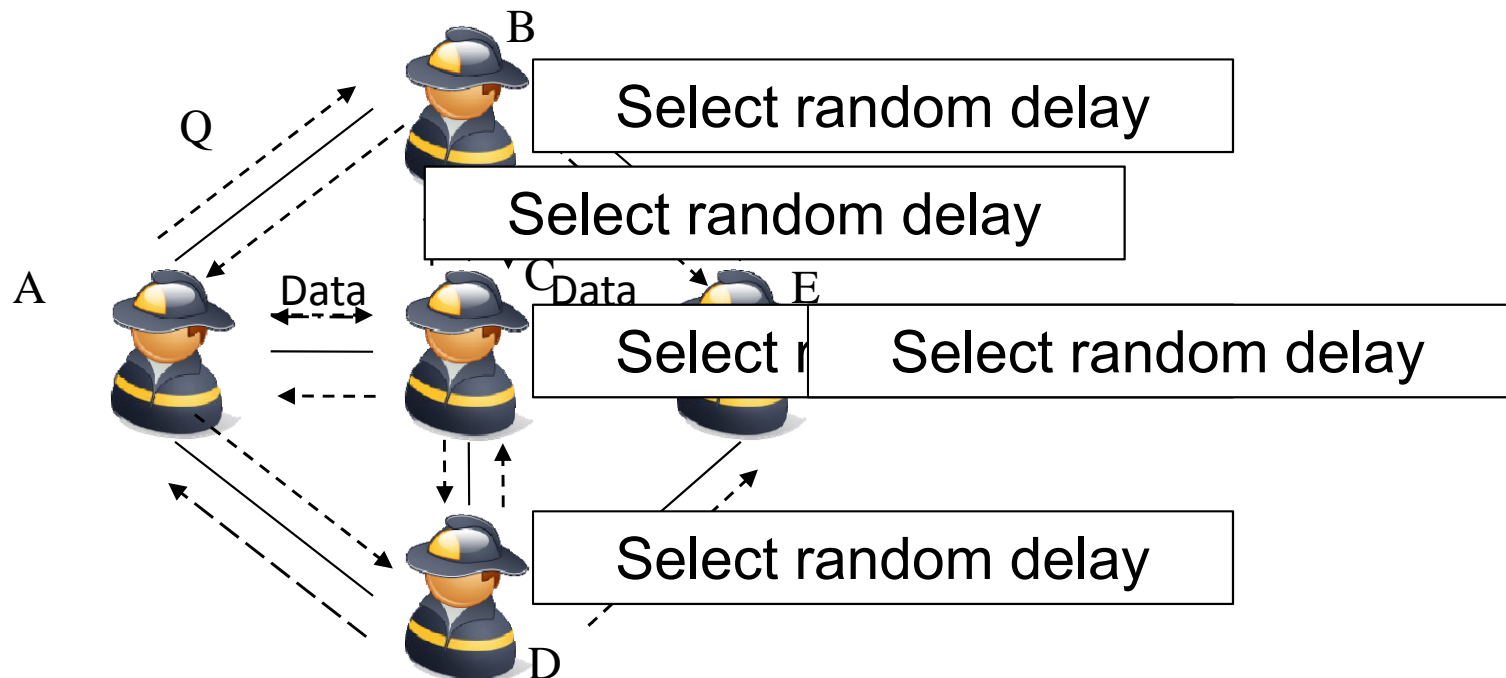 B
Select random delay
Q
Select random delay
A
Data
C
Data
E
Select r
Select random delay
Select random delay
D